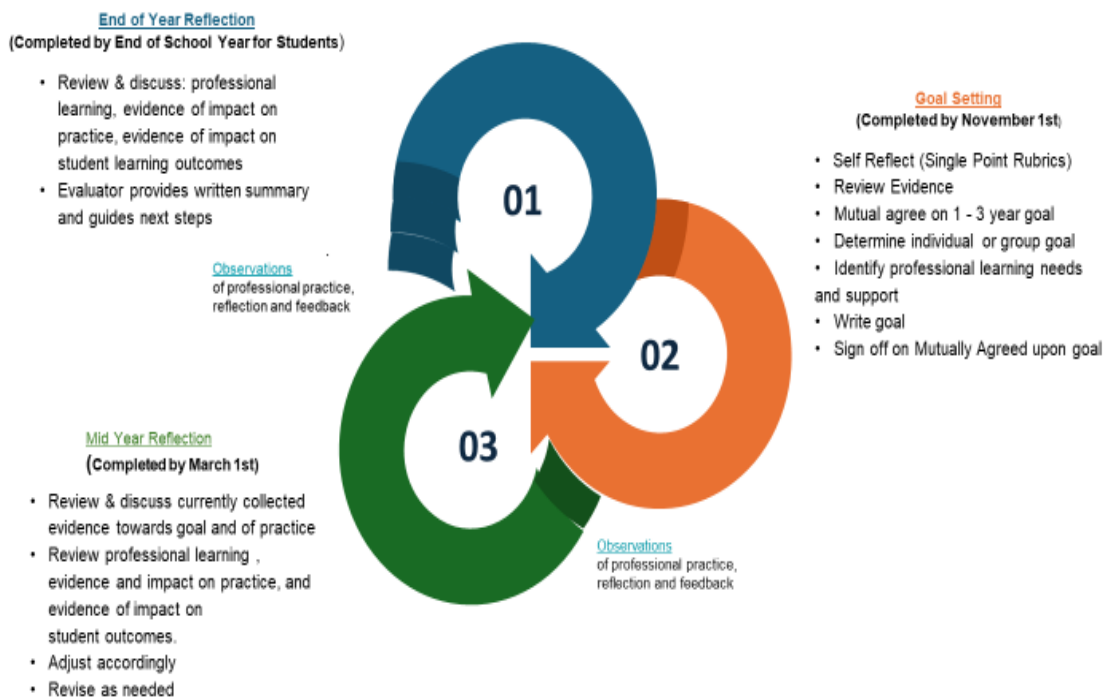 End of Year Reflection
(Completed by End of School Year for Students)
• Review & discuss: professional
learning, evidence of impact on
practice, evidence of impact on
student learning outcomes
• Evaluator provides written summary
and guides next steps
Observations
of professional practice,
reflection and feedback
01
Goal Setting
(Completed by November 1st)
• Self Reflect (Single Point Rubrics)
• Review Evidence
• Mutual agree on 1 - 3 year goal
• Determine individual or group goal
• Identify professional learning needs
and support
• Write goal
• Sign off on Mutually Agreed upon goal
02
03
Mid Year Reflection
(Completed by March 1st)
• Review & discuss currently collected
evidence towards goal and of practice
• Review professional learning ,
evidence and impact on practice, and
evidence of impact on
student outcomes.
• Adjust accordingly
• Revise as needed
Observations
of professional practice,
reflection and feedback